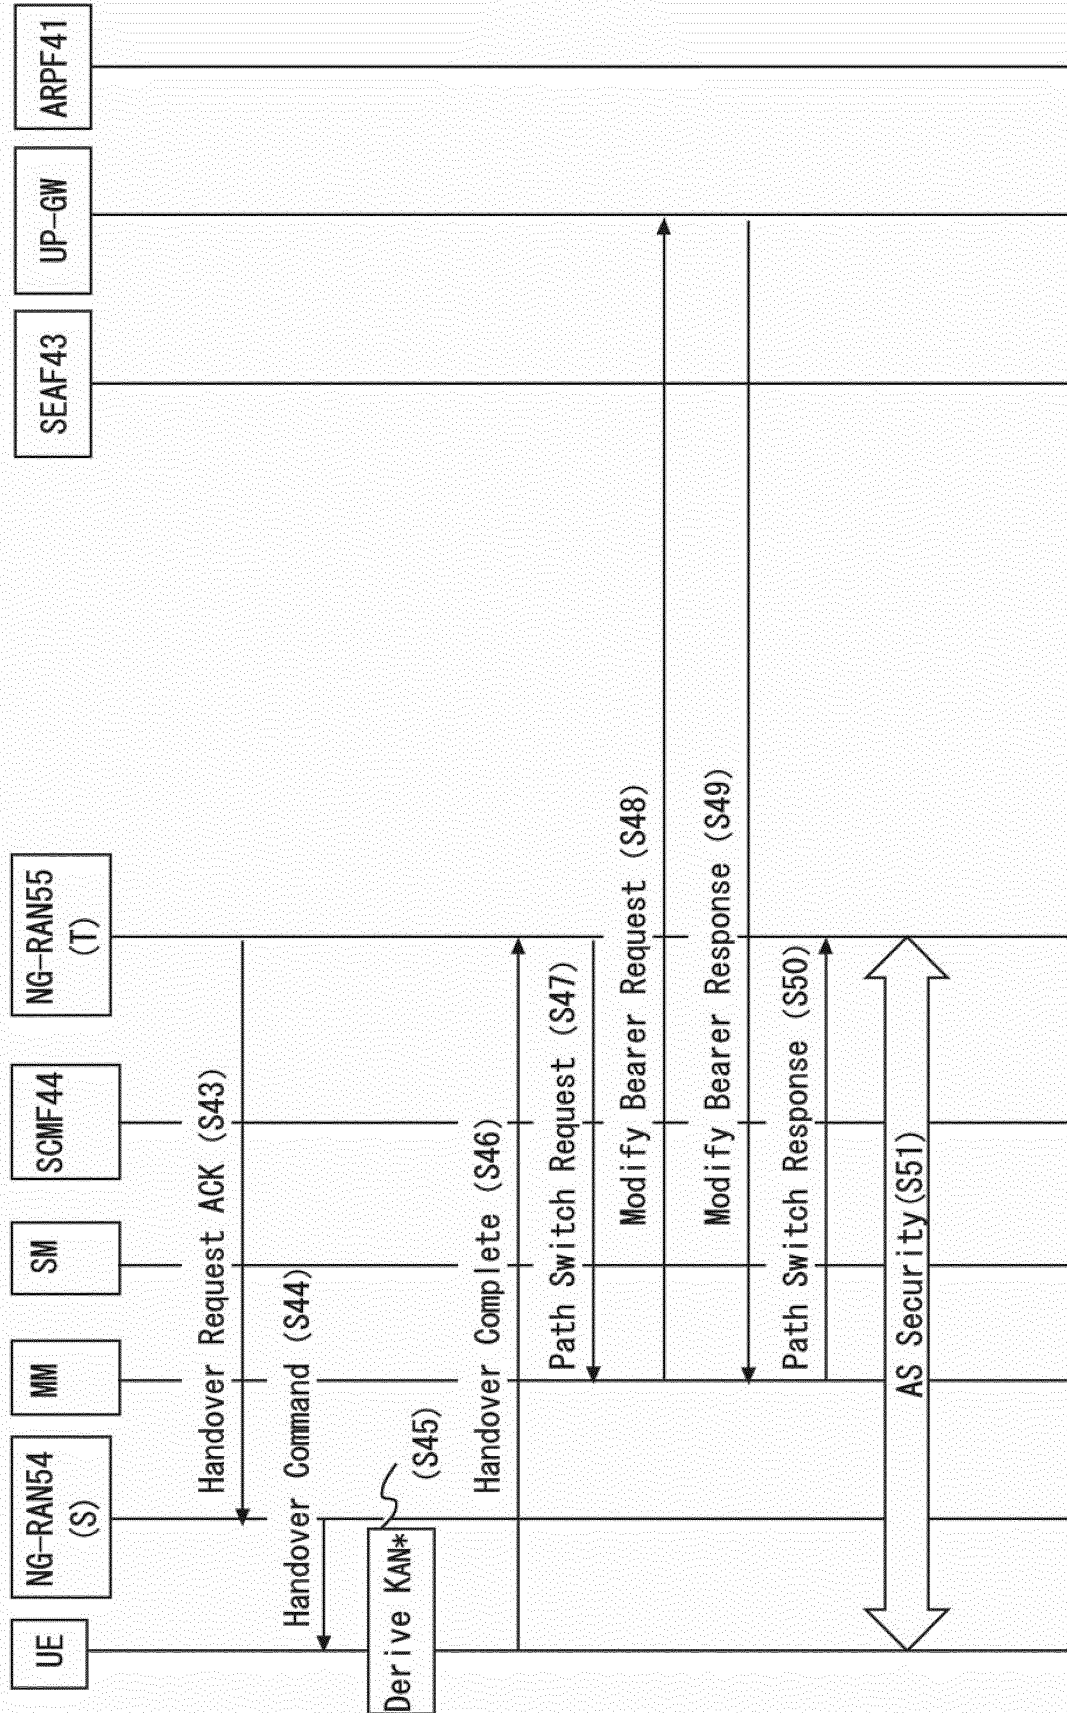 UE
NG-RAN54
(S)
MM
SM
SCMF44
NG-RAN55
(T)
SEAF43
UP-GW
ARPF41
Handover Request ACK (S43)
Handover Command (S44)
Derive KAN*
(S45)
Handover Complete (S46)
Path Switch Request (S47)
Modify Bearer Request (S48)
Modify Bearer Response (S49)
Path Switch Response (S50)
AS Security(S51)